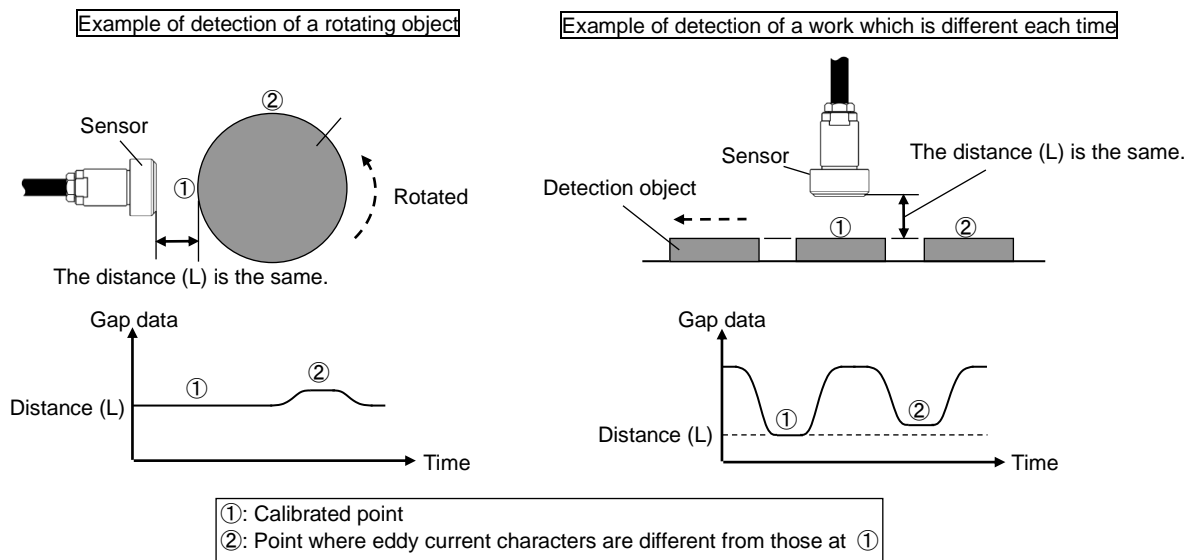 Example of detection of a rotating object
②
Sensor
①
Rotated
The distance (L) is the same.
Gap data
①
②
Distance (L)
Time
Example of detection of a work which is different each time
Sensor
The distance (L) is the same.
Detection object
①
②
Gap data
①
②
Distance (L)
Time
①: Calibrated point
②: Point where eddy current characters are different from those at ①